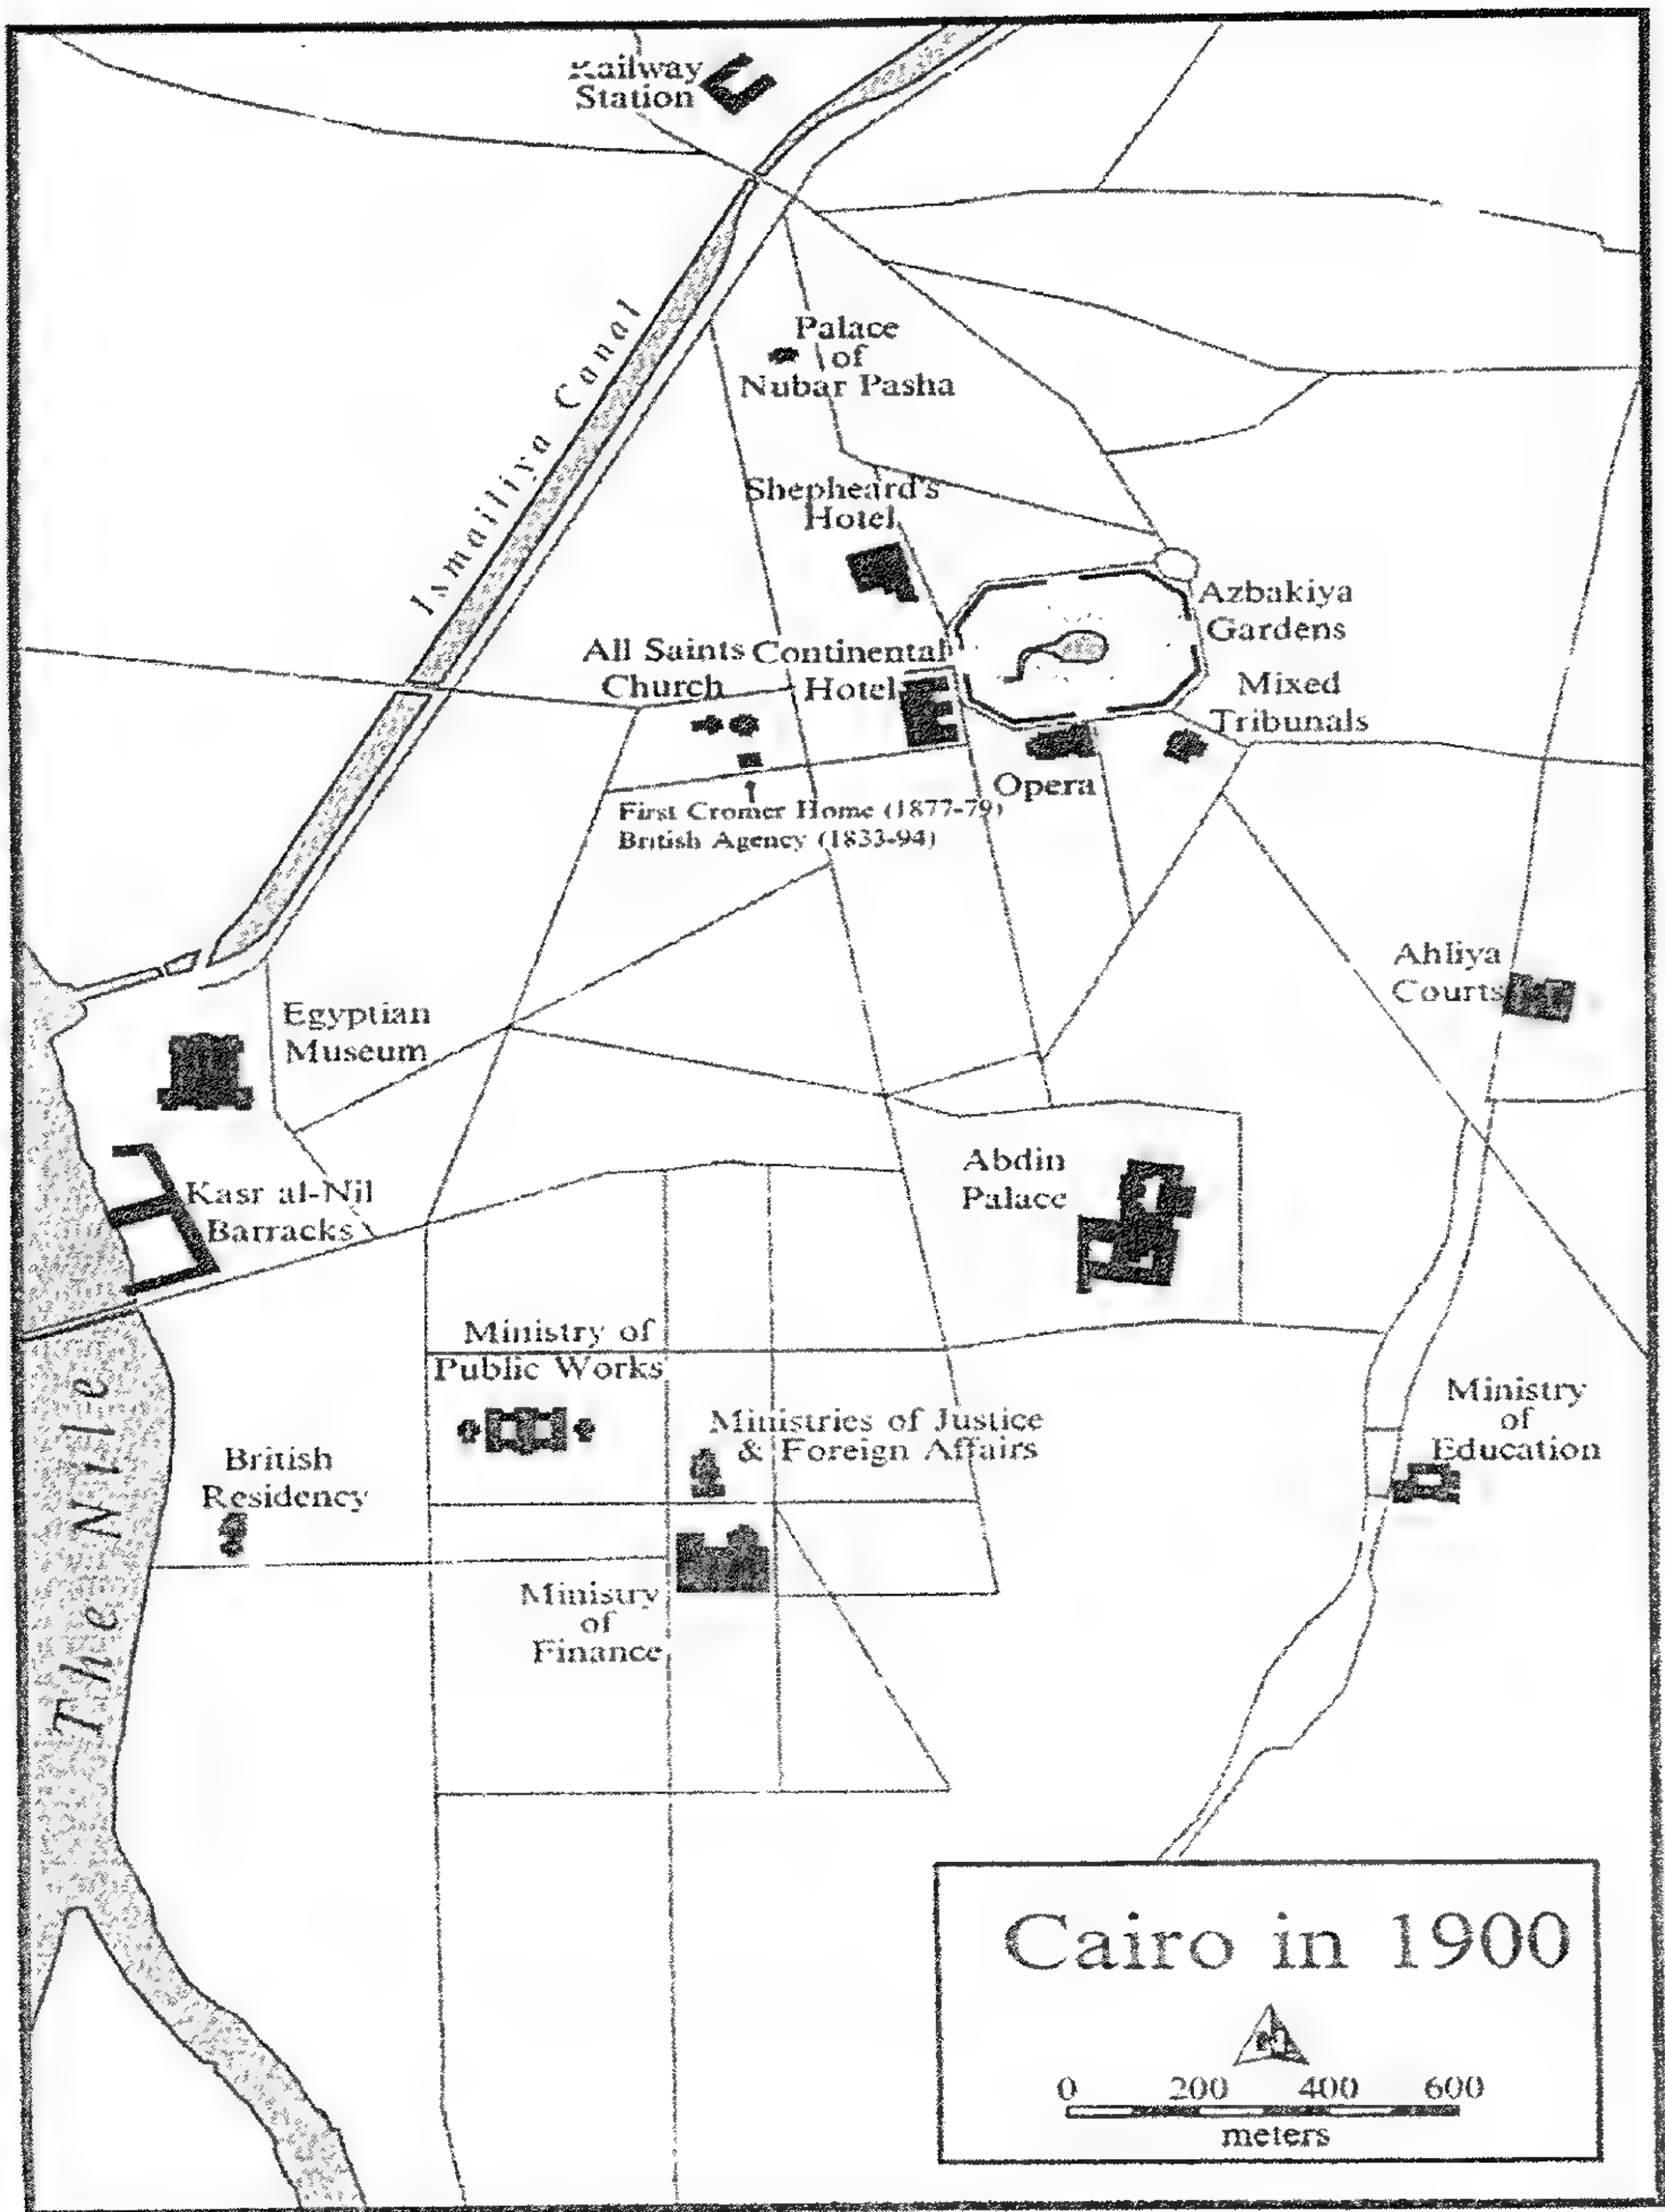 Railway
Station
Ismailiya Canal
Palace
of
Nubar Pasha
Shepheard's
Hotel
Azbakiya
Gardens
All Saints
Church
Continental
Hotel
Mixed
Tribunals
Opera
First Cromer Home (1877-79)
British Agency (1833-94)
Ahliya
Courts
Egyptian
Museum
Abdin
Palace
Kasr al-Nil
Barracks
Ministry of
Public Works
Ministries of Justice
& Foreign Affairs
Ministry
of
Education
British
Residency
The Nile
Ministry
of
Finance
Cairo in 1900
N
0 200 400 600
meters